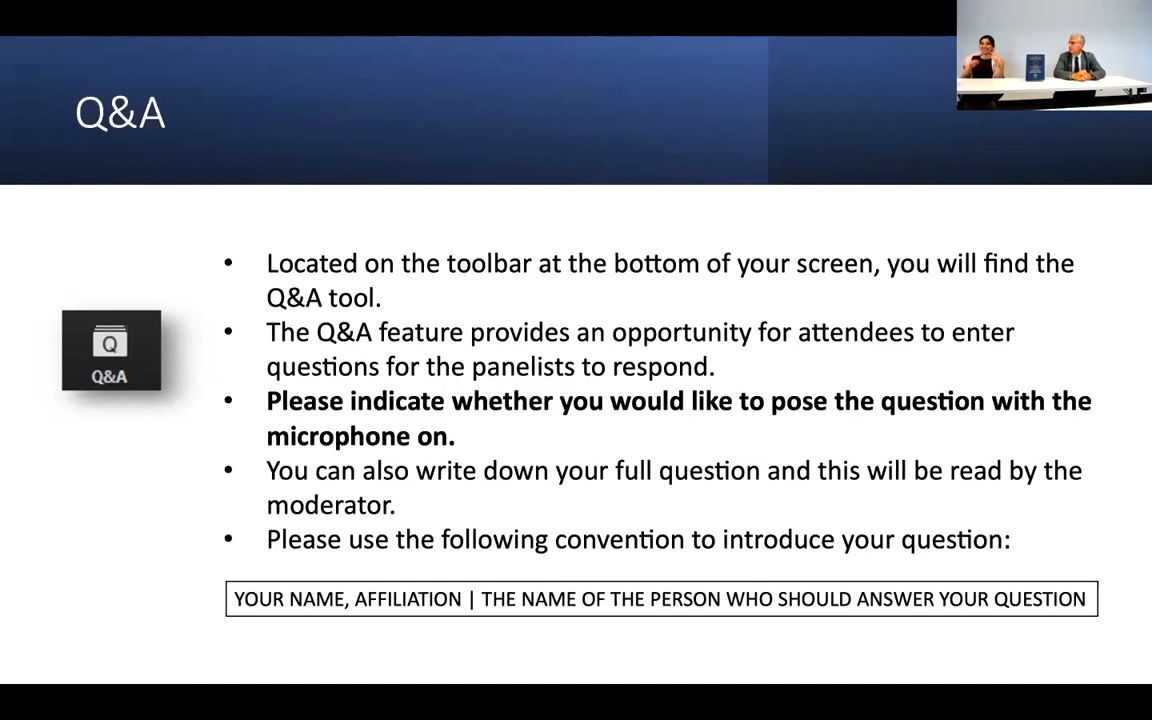 Q&A
• Located on the toolbar at the bottom of your screen, you will find the
Q&A tool.
• The Q&A feature provides an opportunity for attendees to enter
questions for the panelists to respond.
• Please indicate whether you would like to pose the question with the
microphone on.
• You can also write down your full question and this will be read by the
moderator.
• Please use the following convention to introduce your question:
Q
Q&A
YOUR NAME, AFFILIATION | THE NAME OF THE PERSON WHO SHOULD ANSWER YOUR QUESTION